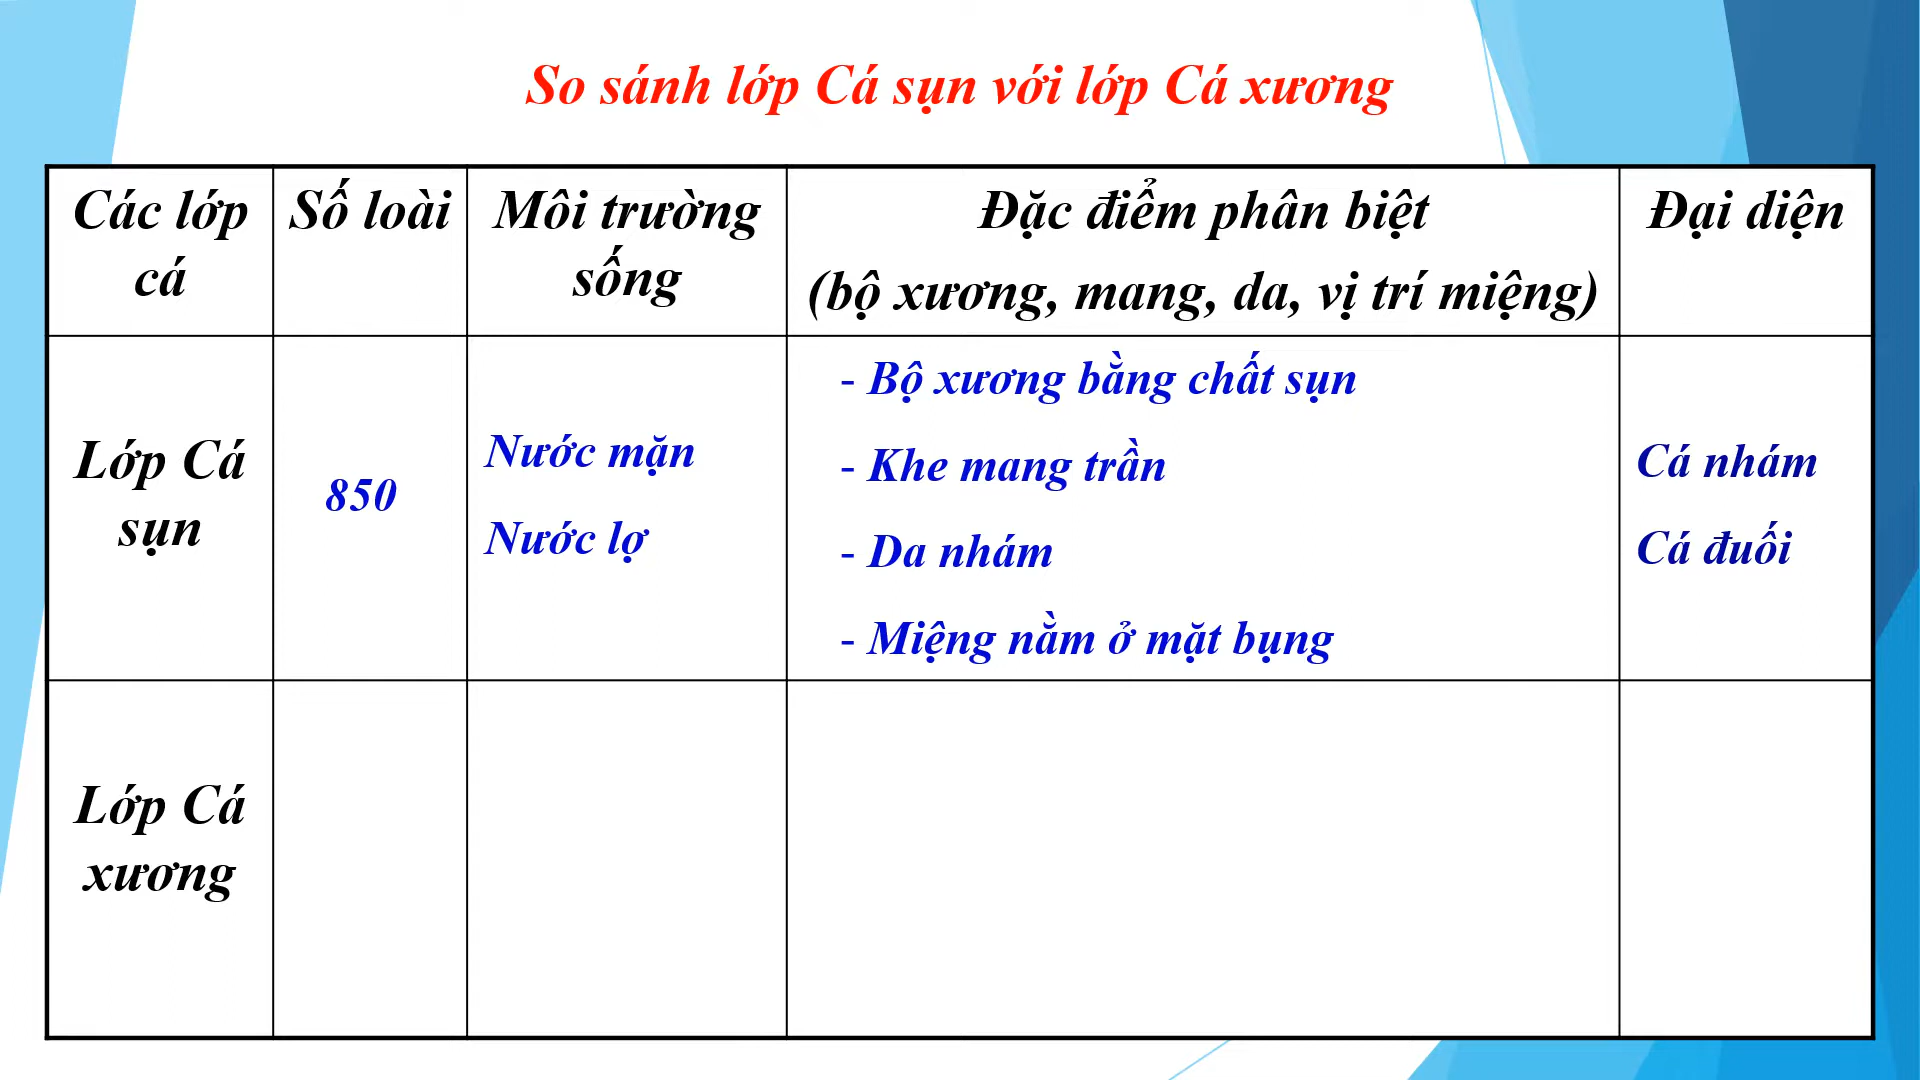 So sánh lớp Cá sụn với lớp Cá xương
Các lớp
cá
Số loài
Môi trường
sống
Đặc điểm phân biệt
(bộ xương, mang, da, vị trí miệng)
Đại diện
Lớp Cá
sụn
850
Nước mặn
Nước lợ
- Bộ xương bằng chất sụn
- Khe mang trần
- Da nhám
- Miệng nằm ở mặt bụng
Cá nhám
Cá đuối
Lớp Cá
xương